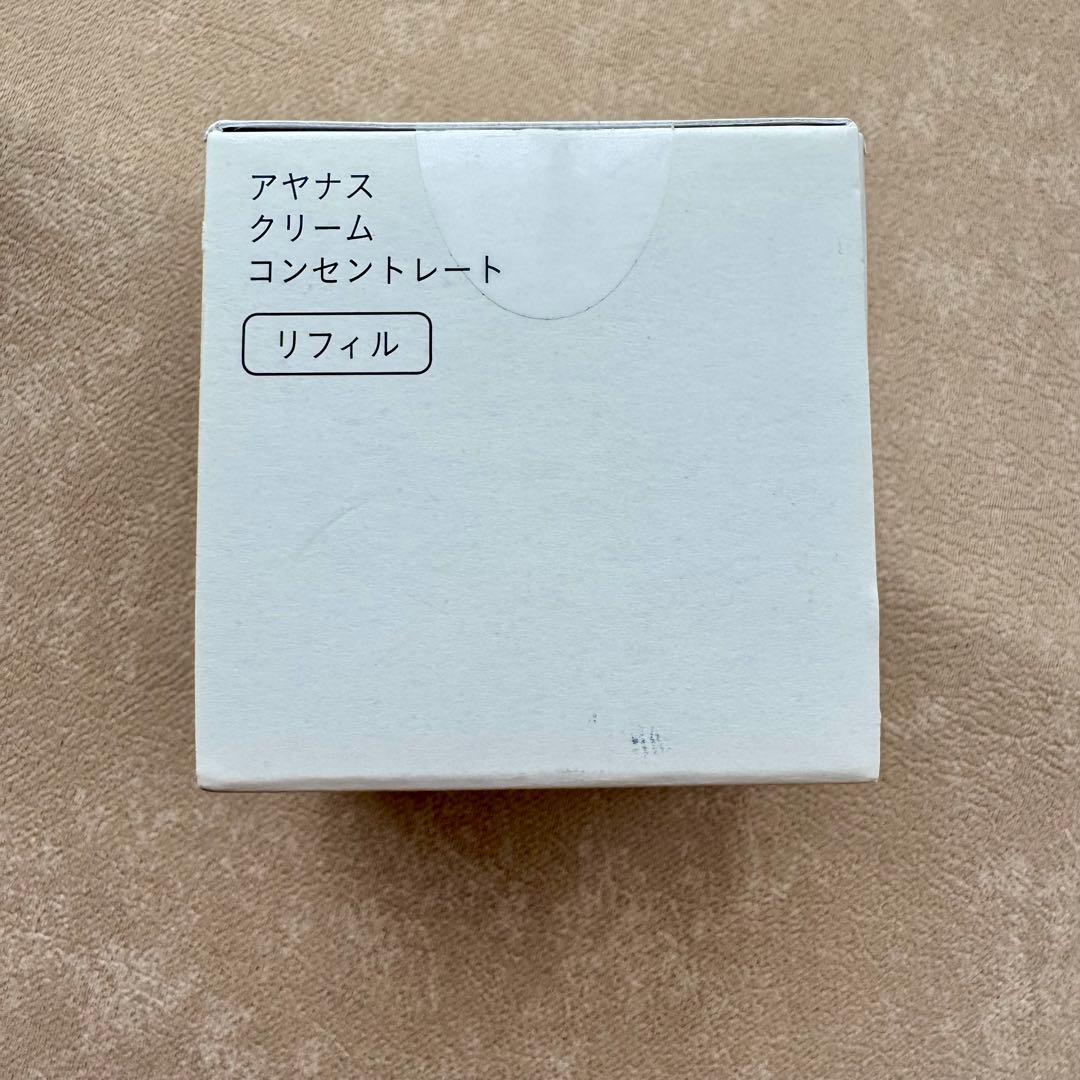 アヤナス
クリーム
コンセントレート
リフィル